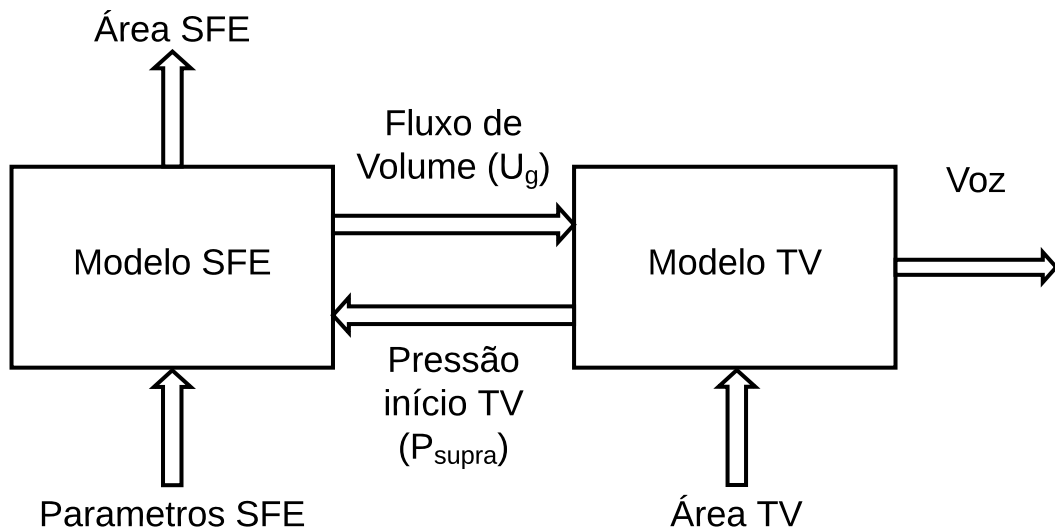 Área SFE
Fluxo de
Volume (Ug)
Voz
Modelo SFE
Modelo TV
Pressão
início TV
(Psupra)
Parametros SFE
Área TV